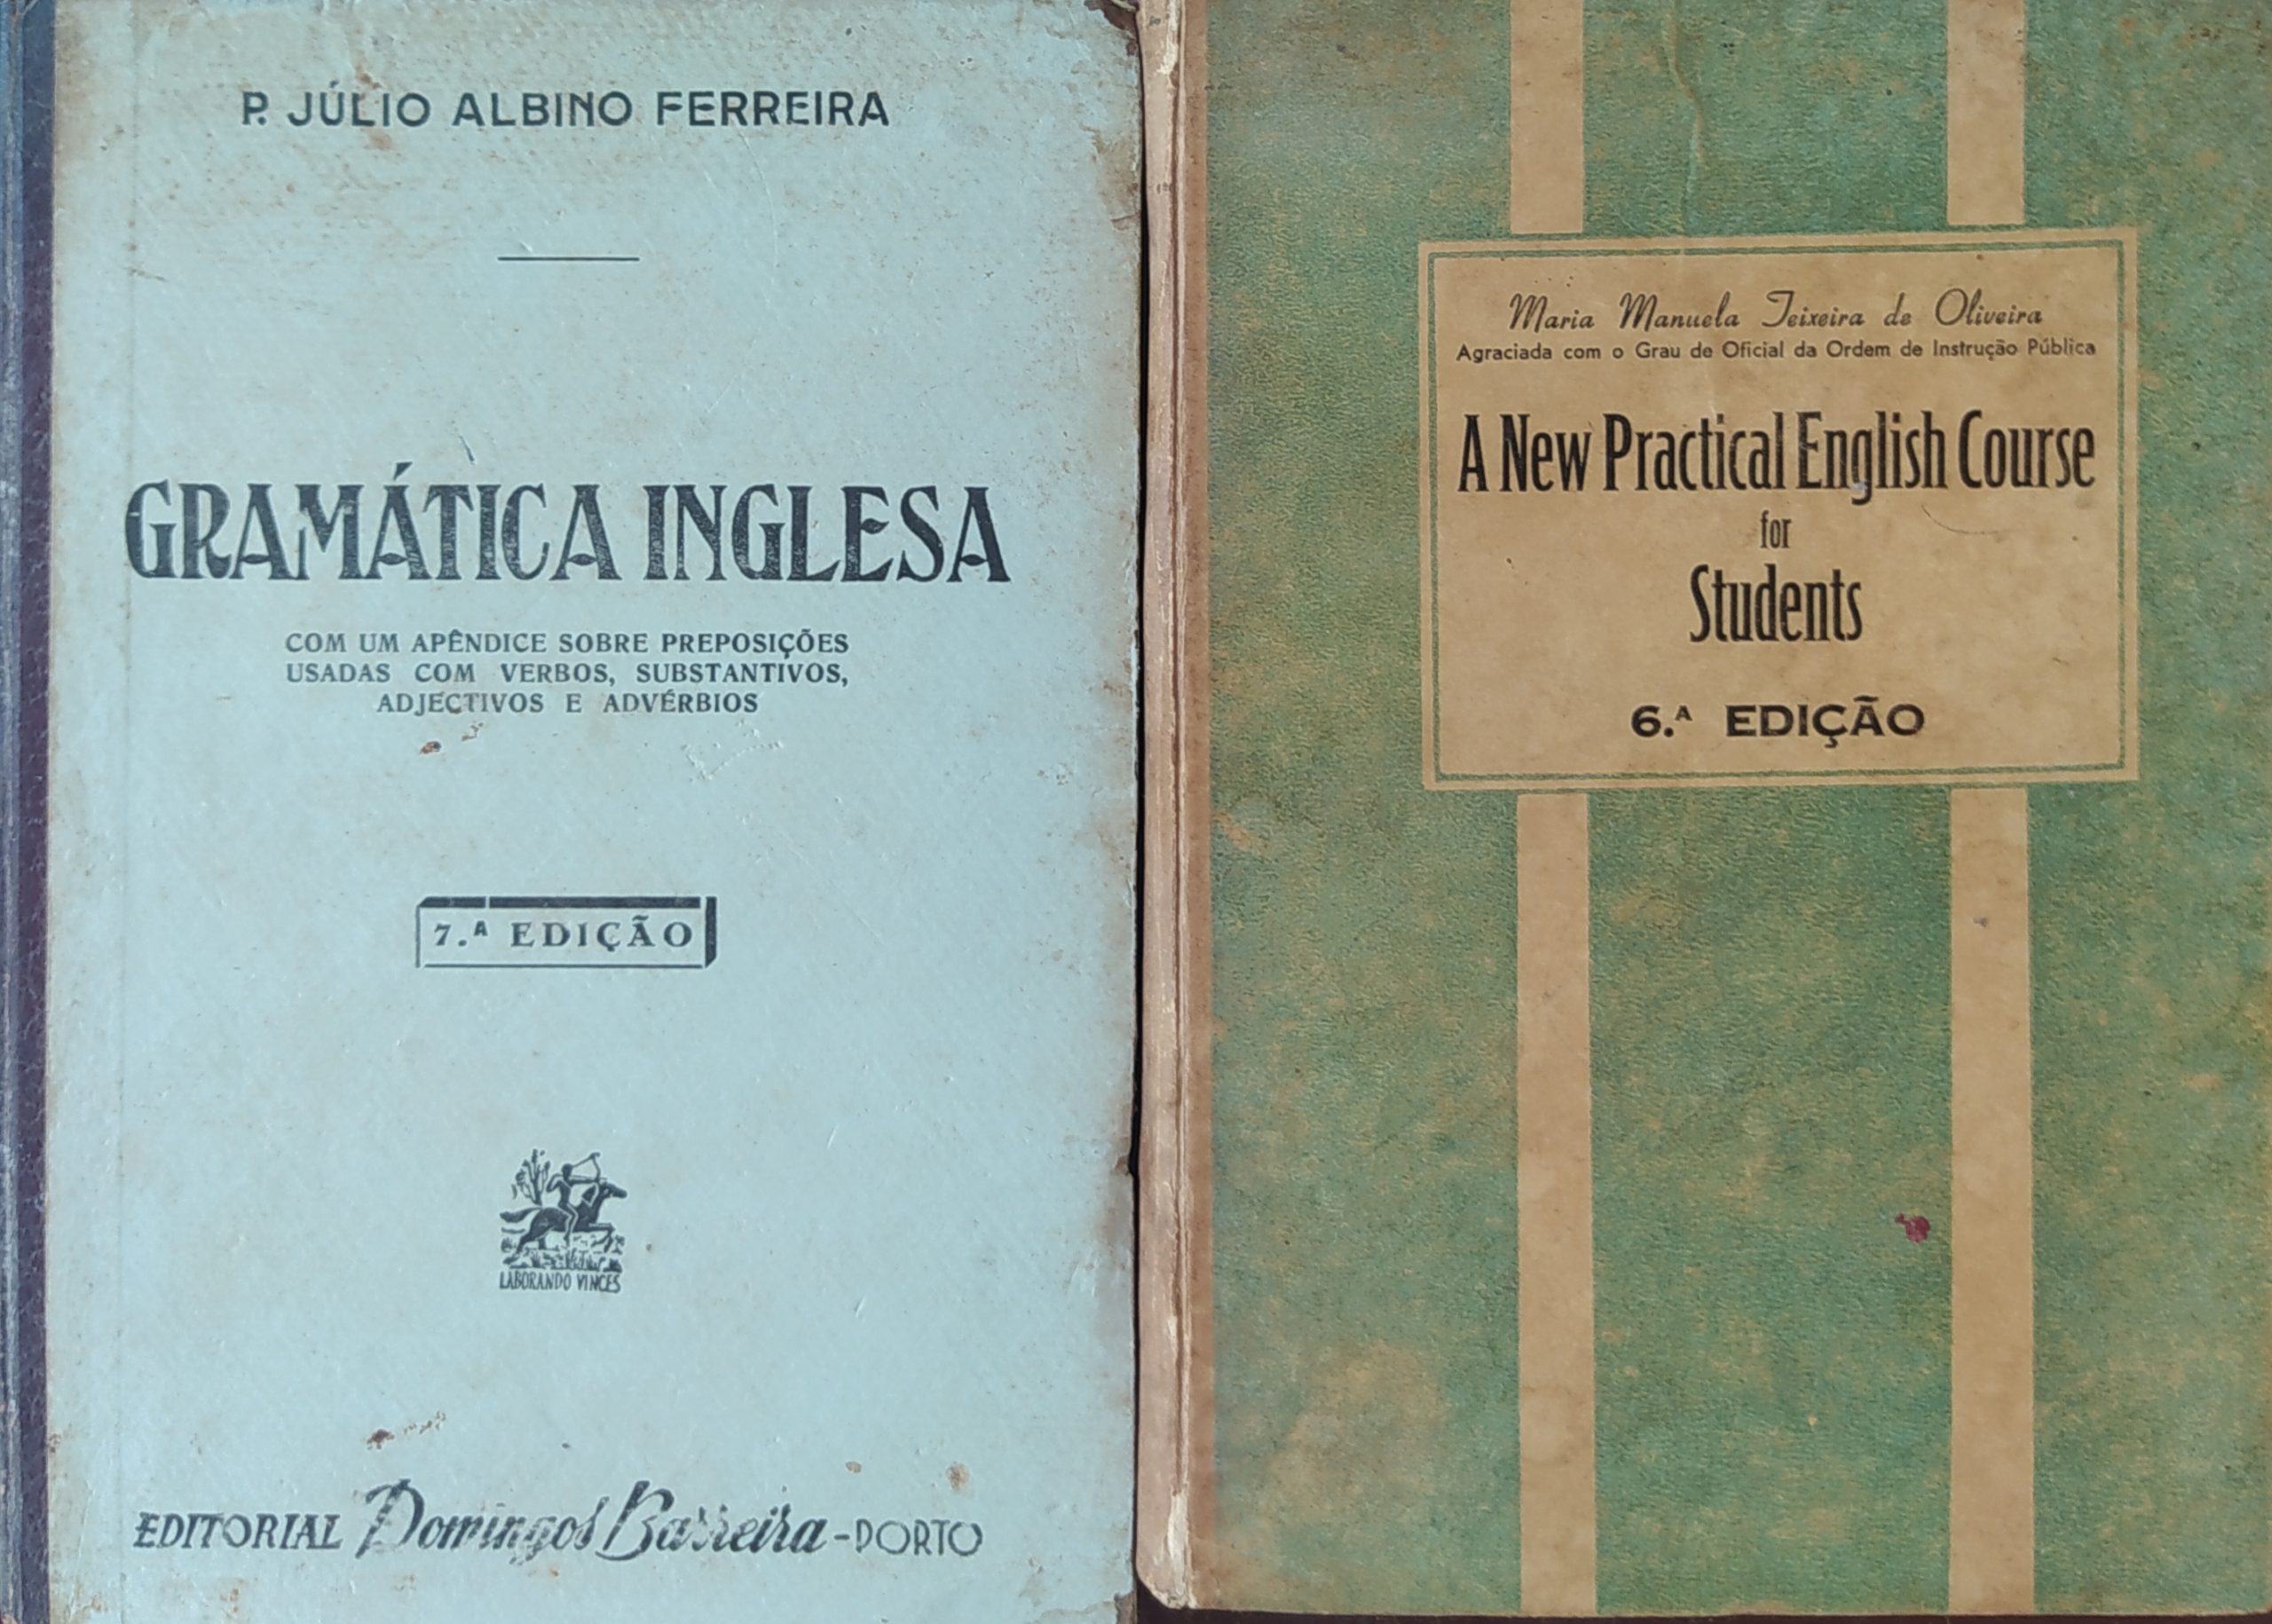 P. JÚLIO ALBINO FERREIRA
GRAMÁTICA INGLESA
COM UM APÊNDICE SOBRE PREPOSIÇÕES
USADAS COM VERBOS, SUBSTANTIVOS,
ADJECTIVOS E ADVÉRBIOS
7.ª EDIÇÃO
LABORANDO VINCES
EDITORIAL Domingos Barreira - PORTO
Maria Manuela Teixeira de Oliveira
Agraciada com o Grau de Oficial da Ordem de Instrução Pública
A New Practical English Course
for
Students
6.ª EDIÇÃO